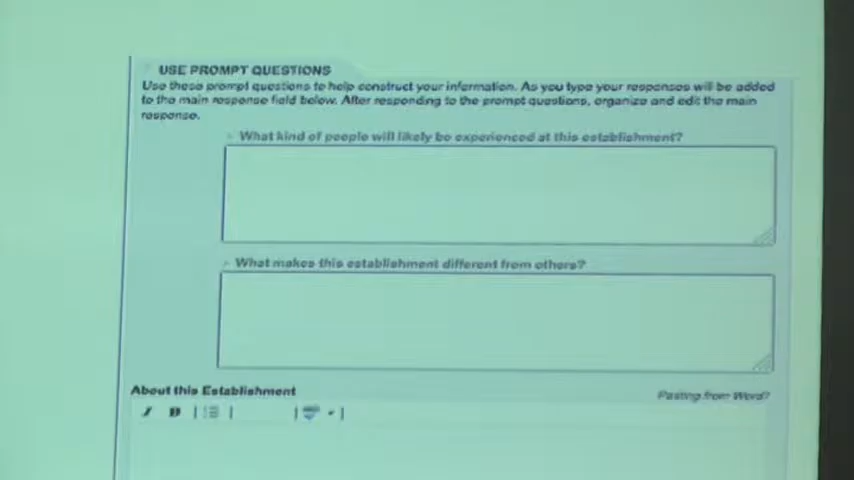 USE PROMPT QUESTIONS
Use these prompt questions to help construct your information. As you type your responses will be added
to the main response field below. After responding to the prompt questions, organize and edit the main
response.
What kind of people will likely be experienced at this establishment?
What makes this establishment different from others?
About this Establishment
Pasting from Word?
I B